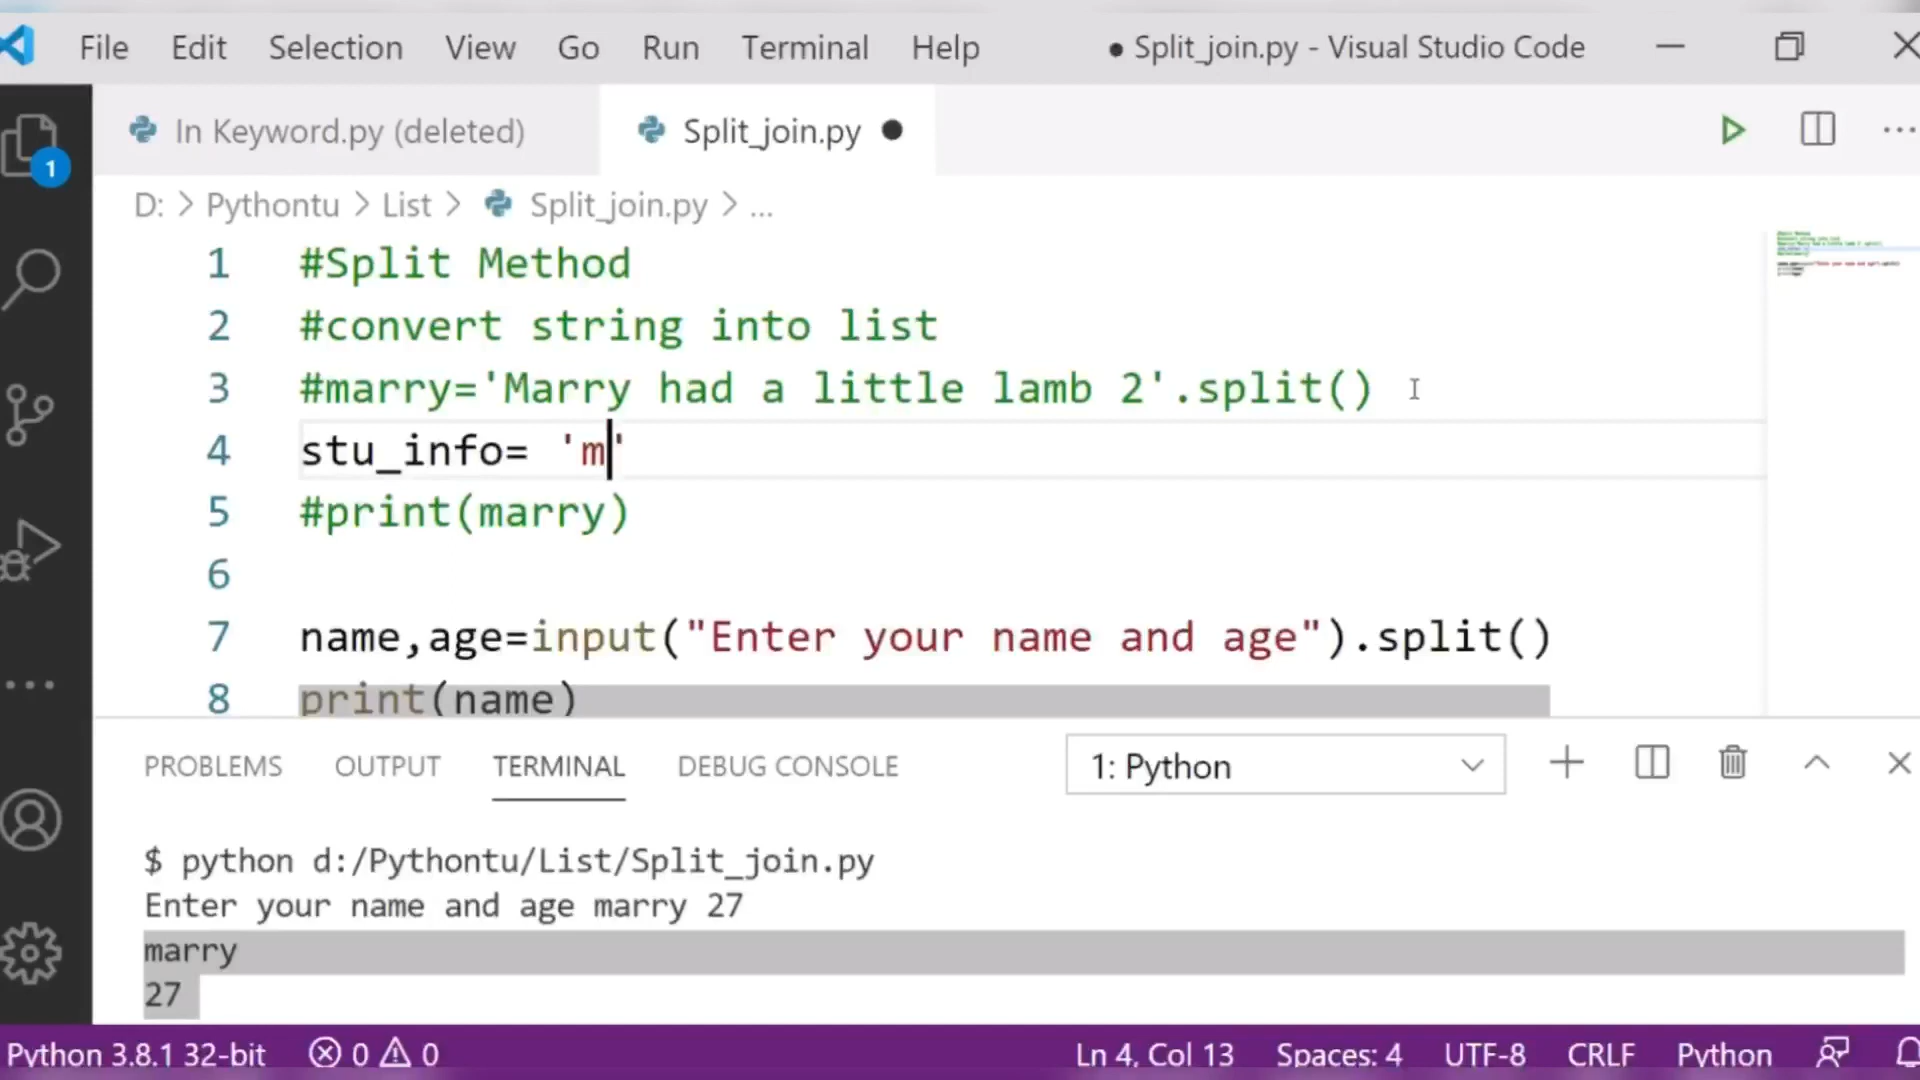 File Edit Selection View Go Run Terminal Help ● Split_join.py - Visual Studio Code
In Keyword.py (deleted) Split_join.py ●
D: > Pythontu > List > Split_join.py > ...
1 #Split Method
2 #convert string into list
3 #marry='Marry had a little lamb 2'.split()
4 stu_info= 'm'
5 #print(marry)
6
7 name,age=input("Enter your name and age").split()
8 print(name)
PROBLEMS OUTPUT TERMINAL DEBUG CONSOLE 1: Python
$ python d:/Pythontu/List/Split_join.py
Enter your name and age marry 27
marry
27
Python 3.8.1 32-bit 0 0 Ln 4, Col 13 Spaces: 4 UTF-8 CRLF Python
1